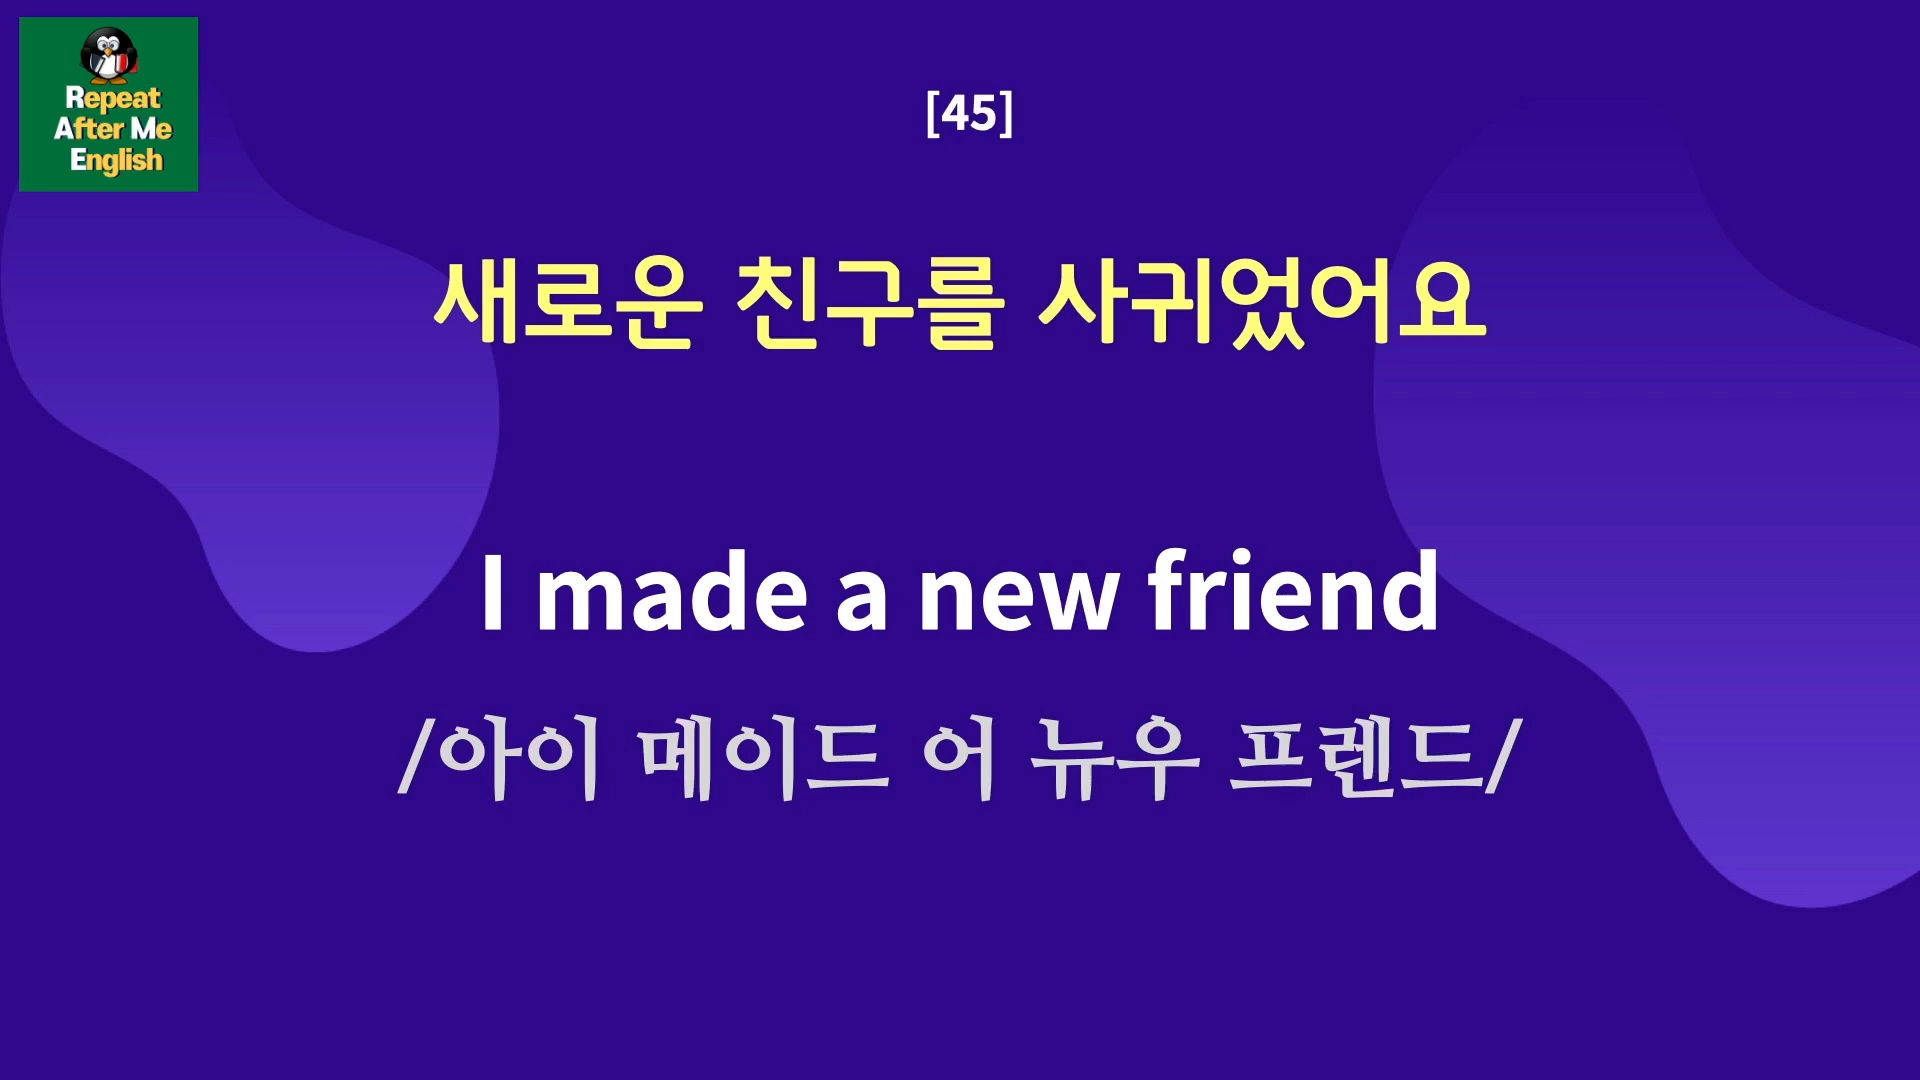 Repeat
After Me
English
[45]
새로운 친구를 사귀었어요
I made a new friend
/아이 메이드 어 뉴우 프렌드/